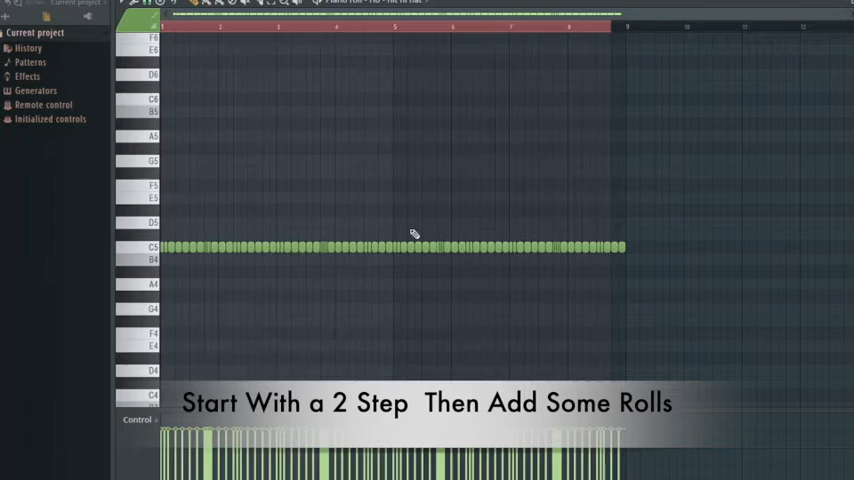 Current project
Current project
History
Patterns
Effects
Generators
Remote control
Initialized controls
1 2 3 4 5 6 7 8 9 10 11 12
F6
E6
D6
C6
B5
A5
G5
F5
E5
D5
C5
B4
A4
G4
F4
E4
D4
C4
Start With a 2 Step Then Add Some Rolls
Control